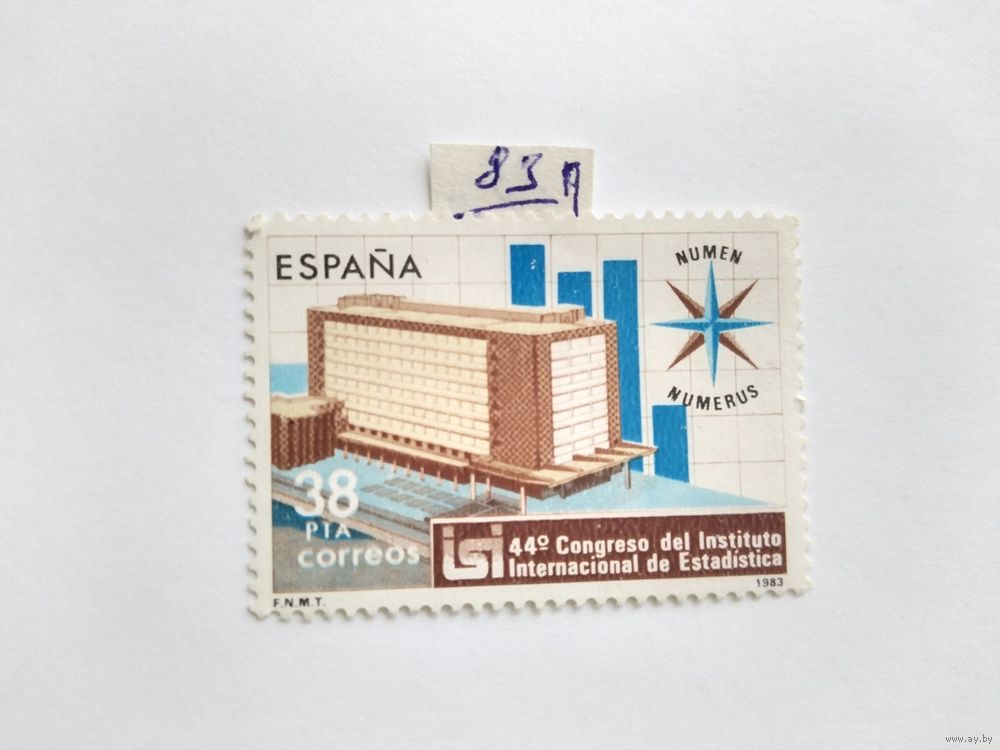 83 A
ESPAÑA
NUMEN
NUMERUS
38
PTA
correos
isi
44º Congreso del Instituto
Internacional de Estadística
F.N.M.T.
1983
www.ay.by